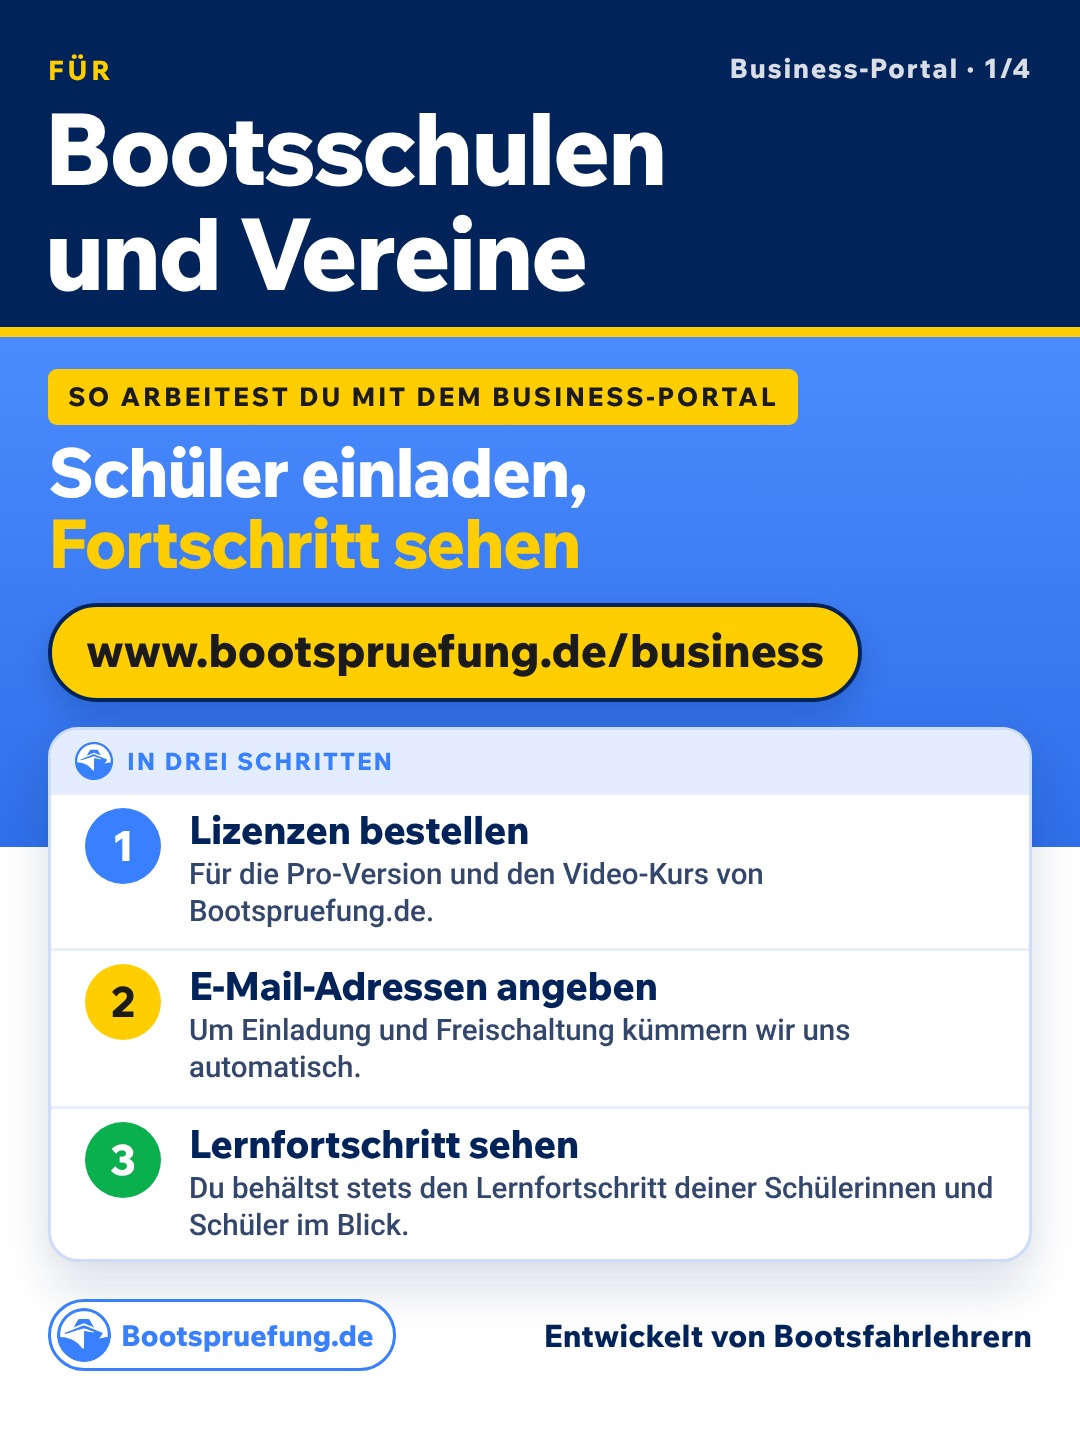 FÜR
Business-Portal · 1/4
Bootsschulen
und Vereine
SO ARBEITEST DU MIT DEM BUSINESS-PORTAL
Schüler einladen,
Fortschritt sehen
www.bootspruefung.de/business
IN DREI SCHRITTEN
1
Lizenzen bestellen
Für die Pro-Version und den Video-Kurs von
Bootspruefung.de.
2
E-Mail-Adressen angeben
Um Einladung und Freischaltung kümmern wir uns
automatisch.
3
Lernfortschritt sehen
Du behältst stets den Lernfortschritt deiner Schülerinnen und
Schüler im Blick.
Bootspruefung.de
Entwickelt von Bootsfahrlehrern